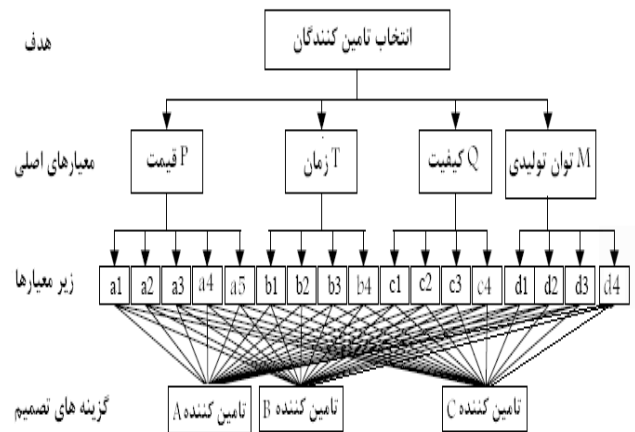 هدف
انتخاب تامین کنندگان
معیارهای اصلی
P قیمت
T زمان
Q کیفیت
M توان تولیدی
زیر معیارها
a1 a2 a3 a4 a5 b1 b2 b3 b4 c1 c2 c3 c4 d1 d2 d3 d4
گزینه های تصمیم
تامین کننده A
تامین کننده B
تامین کننده C